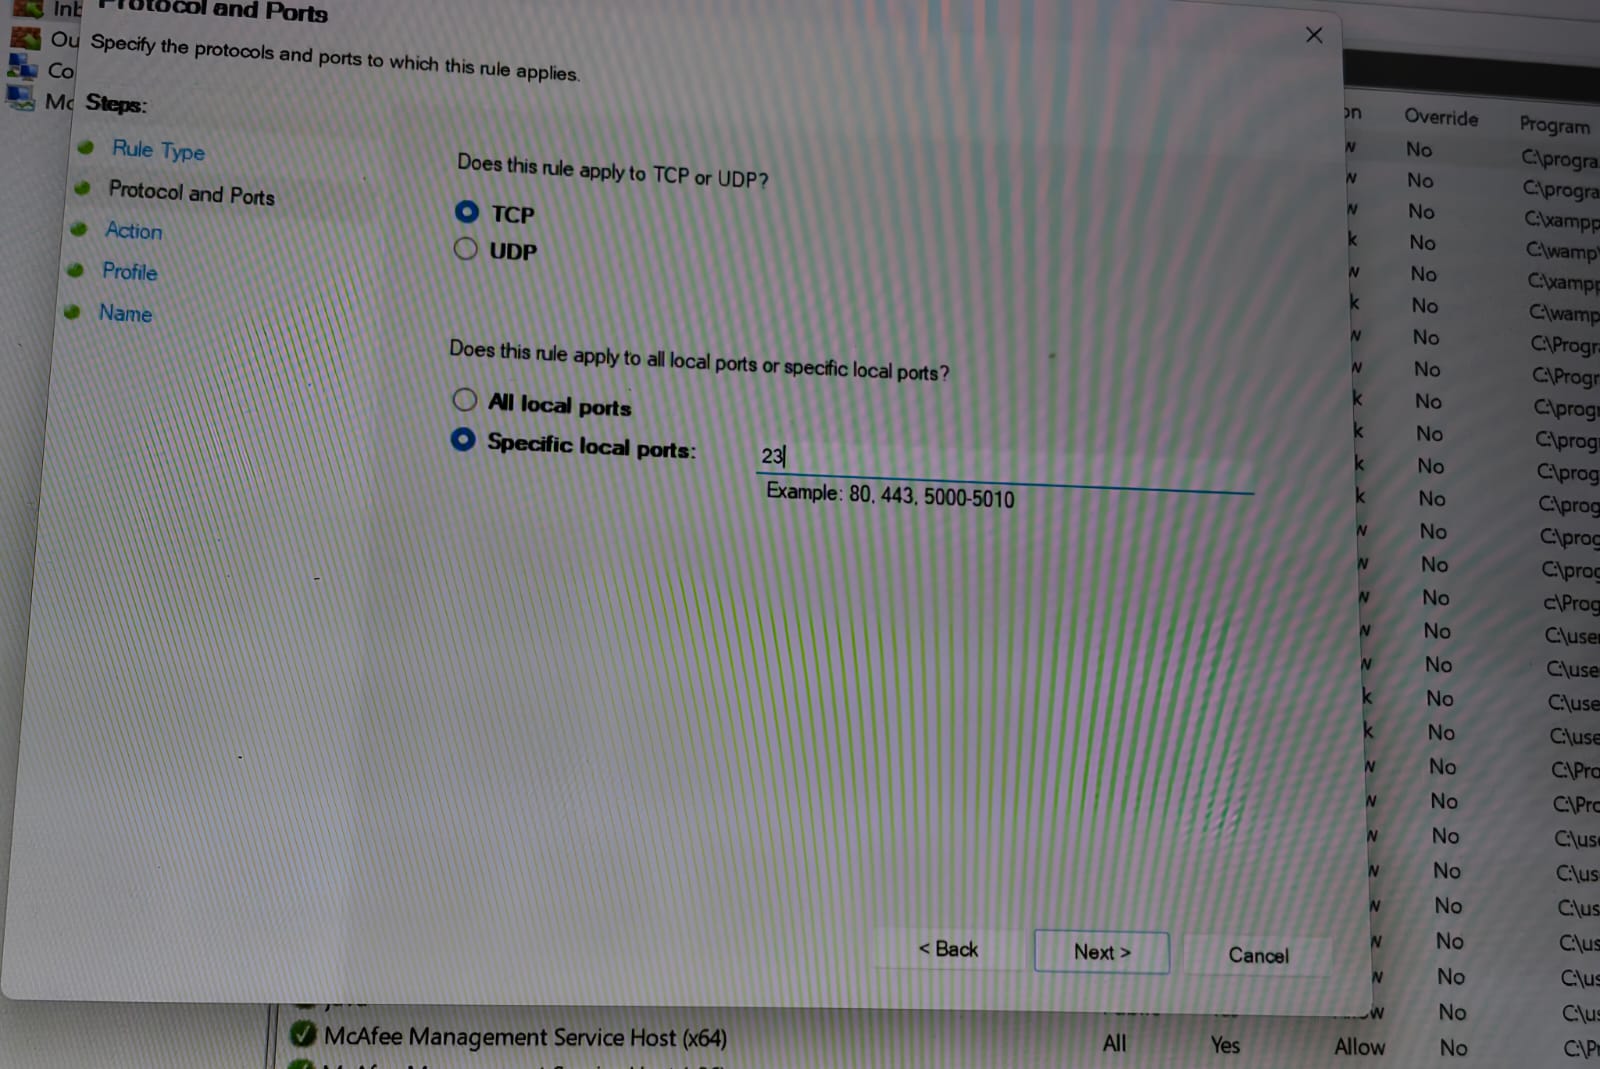 Protocol and Ports
Specify the protocols and ports to which this rule applies.
Steps:
Rule Type
Protocol and Ports
Action
Profile
Name
Does this rule apply to TCP or UDP?
TCP
UDP
Does this rule apply to all local ports or specific local ports?
All local ports
Specific local ports:
23
Example: 80, 443, 5000-5010
< Back
Next >
Cancel
Override Program
No C:\progra
No C:\progra
No C:\xampp
No C:\wamp
No C:\xampp
No C:\wamp
No C:\Progr
No C:\Progr
No C:\prog
No C:\prog
No C:\prog
No C:\prog
No C:\prog
No C:\prog
No c:\Prog
No C:\user
No C:\use
No C:\use
No C:\use
No C:\Pro
No C:\Pro
No C:\us
No C:\us
No C:\us
No C:\us
No C:\us
No C:\us
McAfee Management Service Host (x64) All Yes Allow No C:\P